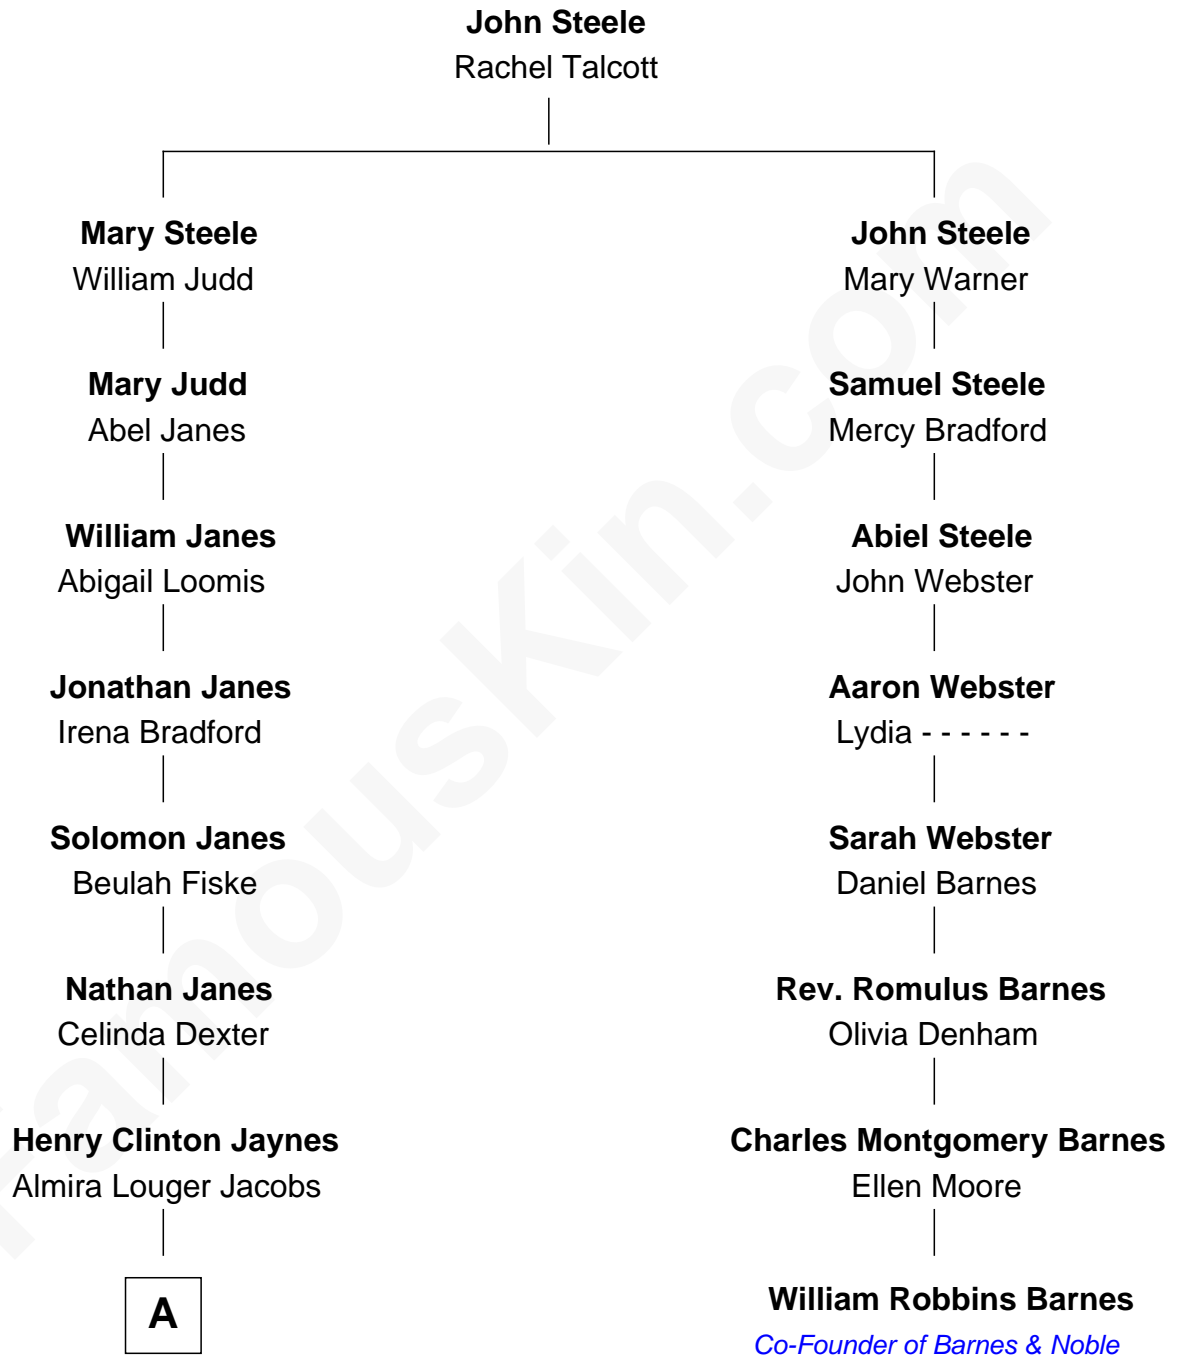 John Steele
Rachel Talcott
Mary Steele
William Judd
John Steele
Mary Warner
Mary Judd
Abel Janes
Samuel Steele
Mercy Bradford
William Janes
Abigail Loomis
Abiel Steele
John Webster
Jonathan Janes
Irena Bradford
Aaron Webster
Lydia - - - - - -
Solomon Janes
Beulah Fiske
Sarah Webster
Daniel Barnes
Nathan Janes
Celinda Dexter
Rev. Romulus Barnes
Olivia Denham
Henry Clinton Jaynes
Almira Louger Jacobs
Charles Montgomery Barnes
Ellen Moore
A
William Robbins Barnes
Co-Founder of Barnes & Noble
FamousKin.com